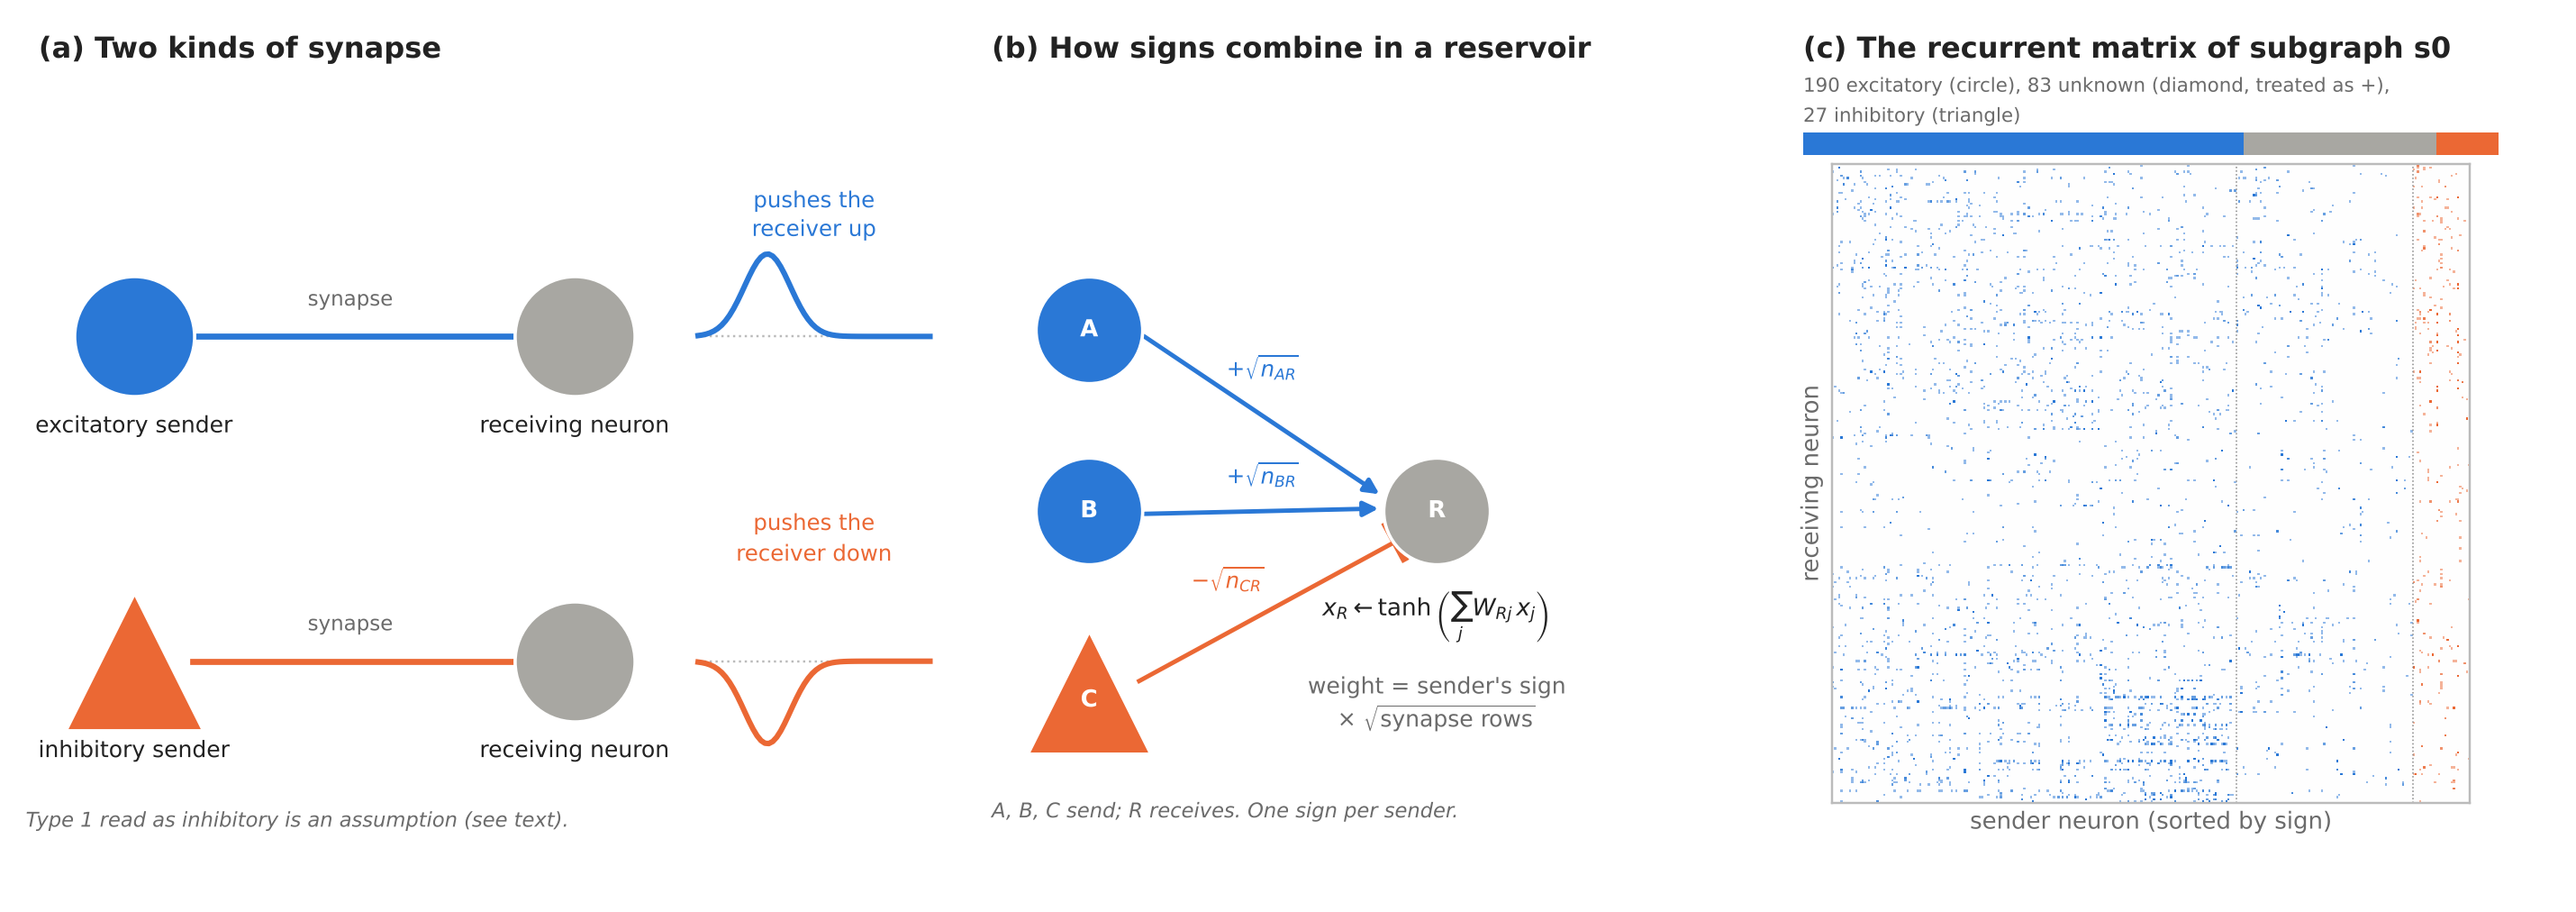 (a) Two kinds of synapse
pushes the
receiver up
synapse
excitatory sender
receiving neuron
pushes the
receiver down
synapse
inhibitory sender
receiving neuron
Type 1 read as inhibitory is an assumption (see text).
(b) How signs combine in a reservoir
A
+√n_AR
B
+√n_BR
R
−√n_CR
x_R ← tanh(∑_j W_Rj x_j)
C
weight = sender's sign
× √synapse rows
A, B, C send; R receives. One sign per sender.
(c) The recurrent matrix of subgraph s0
190 excitatory (circle), 83 unknown (diamond, treated as +),
27 inhibitory (triangle)
receiving neuron
sender neuron (sorted by sign)